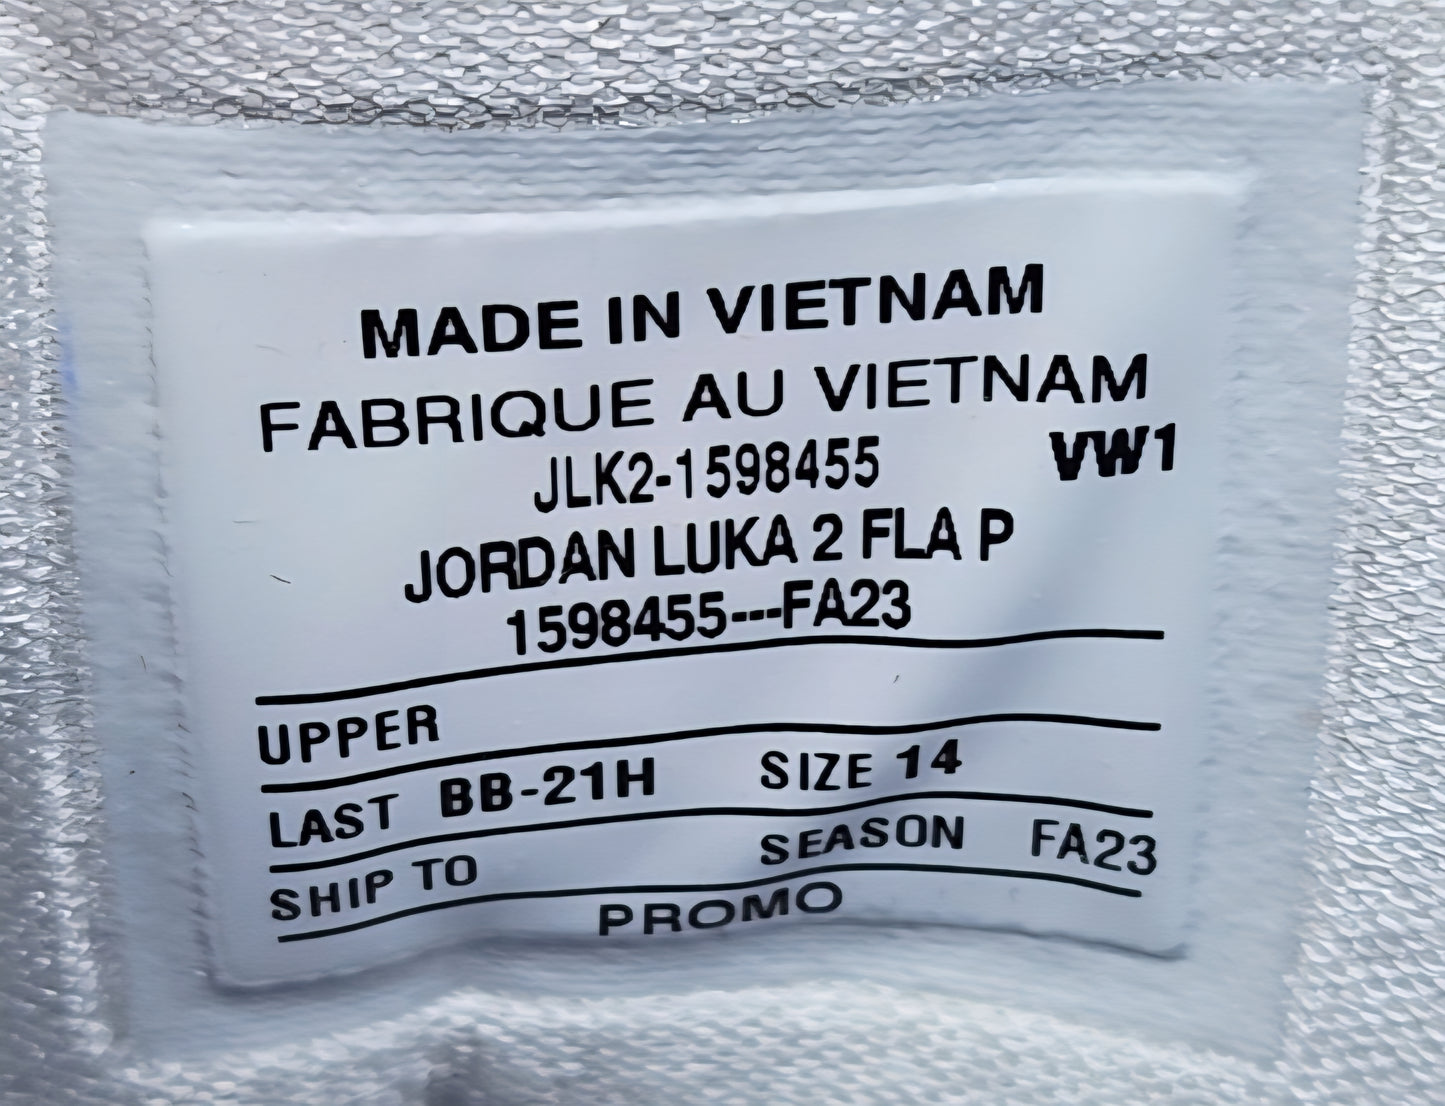 MADE IN VIETNAM
FABRIQUE AU VIETNAM
JLK2-1598455 VW1
JORDAN LUKA 2 FLA P
1598455---FA23
UPPER
LAST BB-21H SIZE 14
SHIP TO SEASON FA23
PROMO